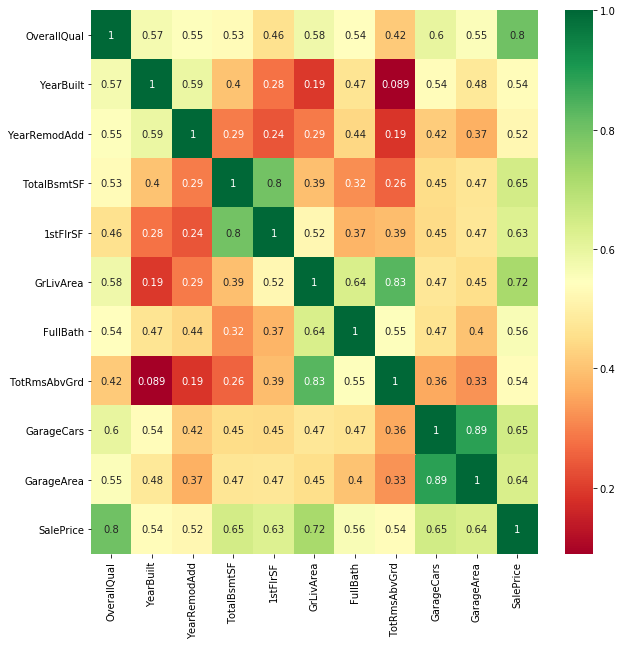 OverallQual 1 0.57 0.55 0.53 0.46 0.58 0.54 0.42 0.6 0.55 0.8
YearBuilt 0.57 1 0.59 0.4 0.28 0.19 0.47 0.089 0.54 0.48 0.54
YearRemodAdd 0.55 0.59 1 0.29 0.24 0.29 0.44 0.19 0.42 0.37 0.52
TotalBsmtSF 0.53 0.4 0.29 1 0.8 0.39 0.32 0.26 0.45 0.47 0.65
1stFlrSF 0.46 0.28 0.24 0.8 1 0.52 0.37 0.39 0.45 0.47 0.63
GrLivArea 0.58 0.19 0.29 0.39 0.52 1 0.64 0.83 0.47 0.45 0.72
FullBath 0.54 0.47 0.44 0.32 0.37 0.64 1 0.55 0.47 0.4 0.56
TotRmsAbvGrd 0.42 0.089 0.19 0.26 0.39 0.83 0.55 1 0.36 0.33 0.54
GarageCars 0.6 0.54 0.42 0.45 0.45 0.47 0.47 0.36 1 0.89 0.65
GarageArea 0.55 0.48 0.37 0.47 0.47 0.45 0.4 0.33 0.89 1 0.64
SalePrice 0.8 0.54 0.52 0.65 0.63 0.72 0.56 0.54 0.65 0.64 1
OverallQual YearBuilt YearRemodAdd TotalBsmtSF 1stFlrSF GrLivArea FullBath TotRmsAbvGrd GarageCars GarageArea SalePrice
1.0
0.8
0.6
0.4
0.2